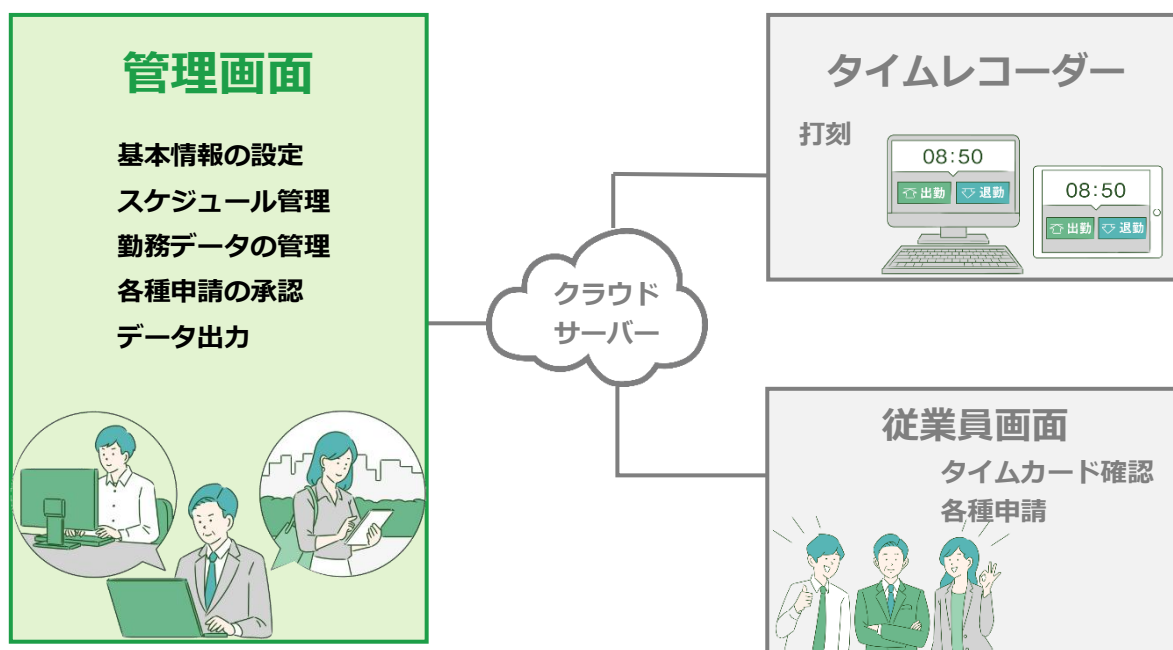 管理画面
基本情報の設定
スケジュール管理
勤務データの管理
各種申請の承認
データ出力
クラウド
サーバー
タイムレコーダー
打刻
08:50
出勤 退勤
08:50
出勤 退勤
従業員画面
タイムカード確認
各種申請